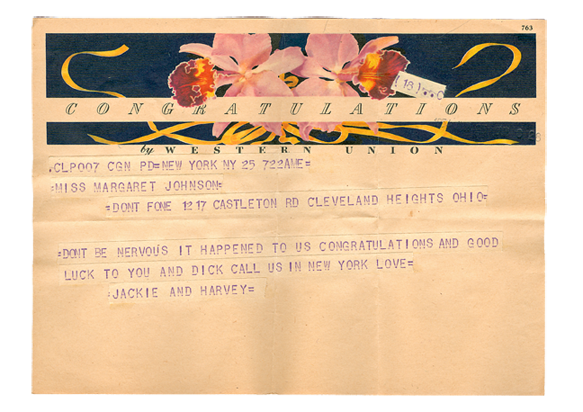 763
CONGRATULATIONS
by WESTERN UNION
:CLP007 CGN PD=NEW YORK NY 25 722AME=
:MISS MARGARET JOHNSON=
=DONT FONE 1217 CASTLETON RD CLEVELAND HEIGHTS OHIO=
:DONT BE NERVOUS IT HAPPENED TO US CONGRATULATIONS AND GOOD
LUCK TO YOU AND DICK CALL US IN NEW YORK LOVE=
:JACKIE AND HARVEY=